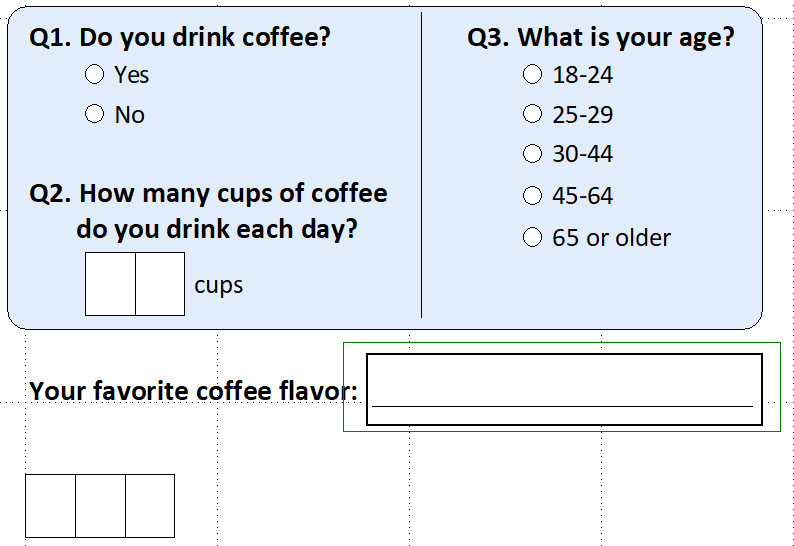 Q1. Do you drink coffee?
Yes
No
Q2. How many cups of coffee
do you drink each day?
cups
Q3. What is your age?
18-24
25-29
30-44
45-64
65 or older
Your favorite coffee flavor: